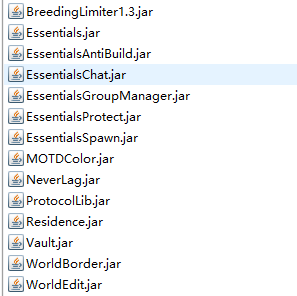 BreedingLimiter1.3.jar
Essentials.jar
EssentialsAntiBuild.jar
EssentialsChat.jar
EssentialsGroupManager.jar
EssentialsProtect.jar
EssentialsSpawn.jar
MOTDColor.jar
NeverLag.jar
ProtocolLib.jar
Residence.jar
Vault.jar
WorldBorder.jar
WorldEdit.jar